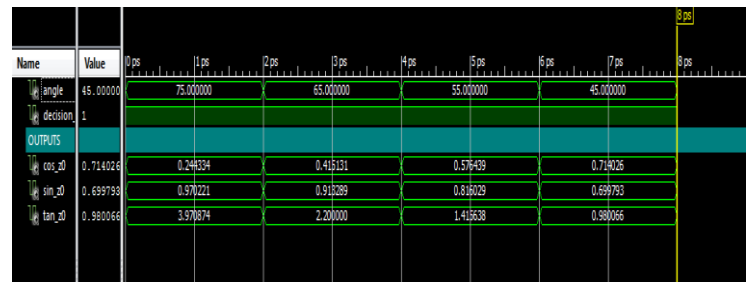 8 ps
Name Value 0 ps 1 ps 2 ps 3 ps 4 ps 5 ps 6 ps 7 ps 8 ps
angle 45.00000 75.000000 65.000000 55.000000 45.000000
decision_ 1
OUTPUTS
cos_z0 0.714026 0.244334 0.415131 0.576439 0.714026
sin_z0 0.699793 0.970221 0.913289 0.816029 0.699793
tan_z0 0.980066 3.970874 2.200000 1.415638 0.980066